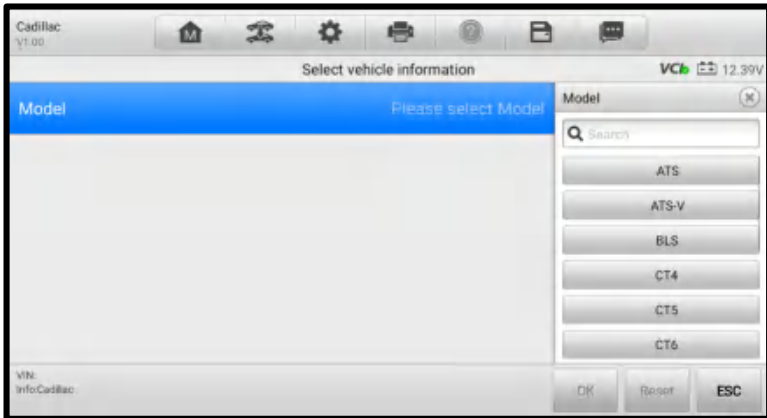 Cadillac
V1.00
M
Select vehicle information
VCI
12.39V
Model
Please select Model
Model
Search
ATS
ATS-V
BLS
CT4
CT5
CT6
VIN:
Info:Cadillac
OK
Reset
ESC